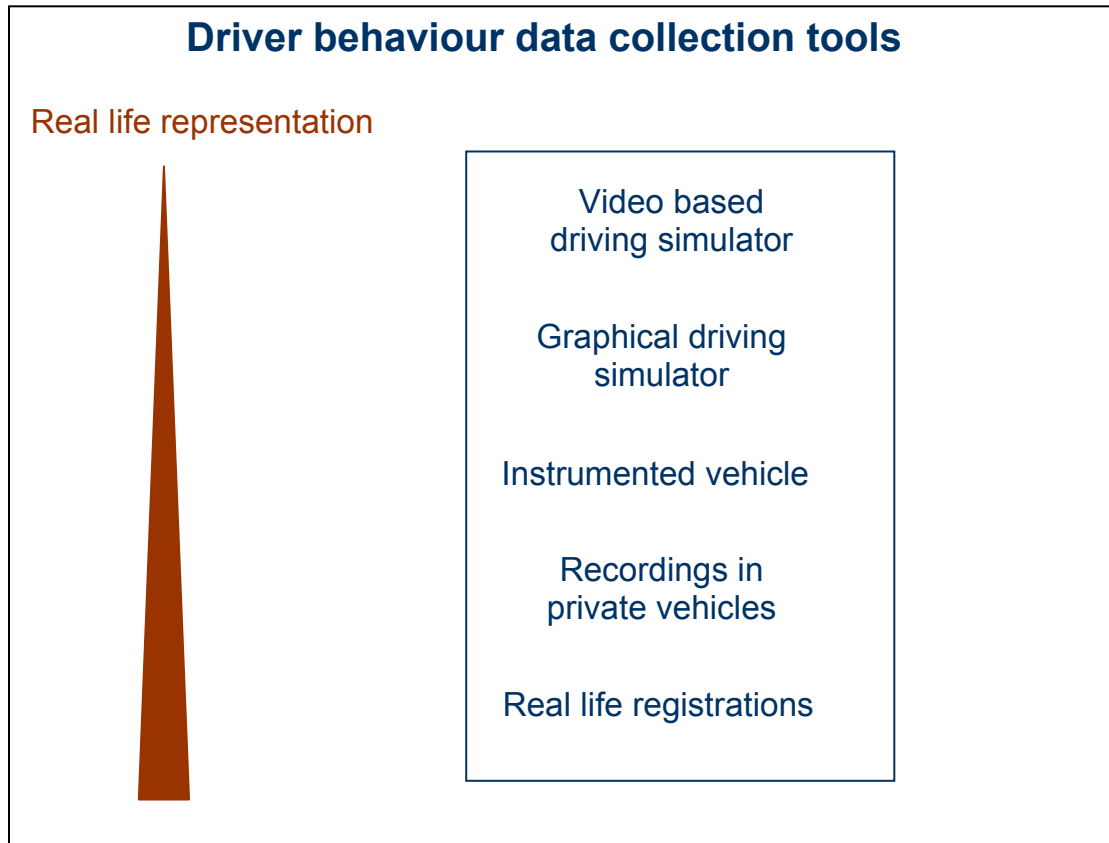 Driver behaviour data collection tools
Real life representation
Video based
driving simulator
Graphical driving
simulator
Instrumented vehicle
Recordings in
private vehicles
Real life registrations